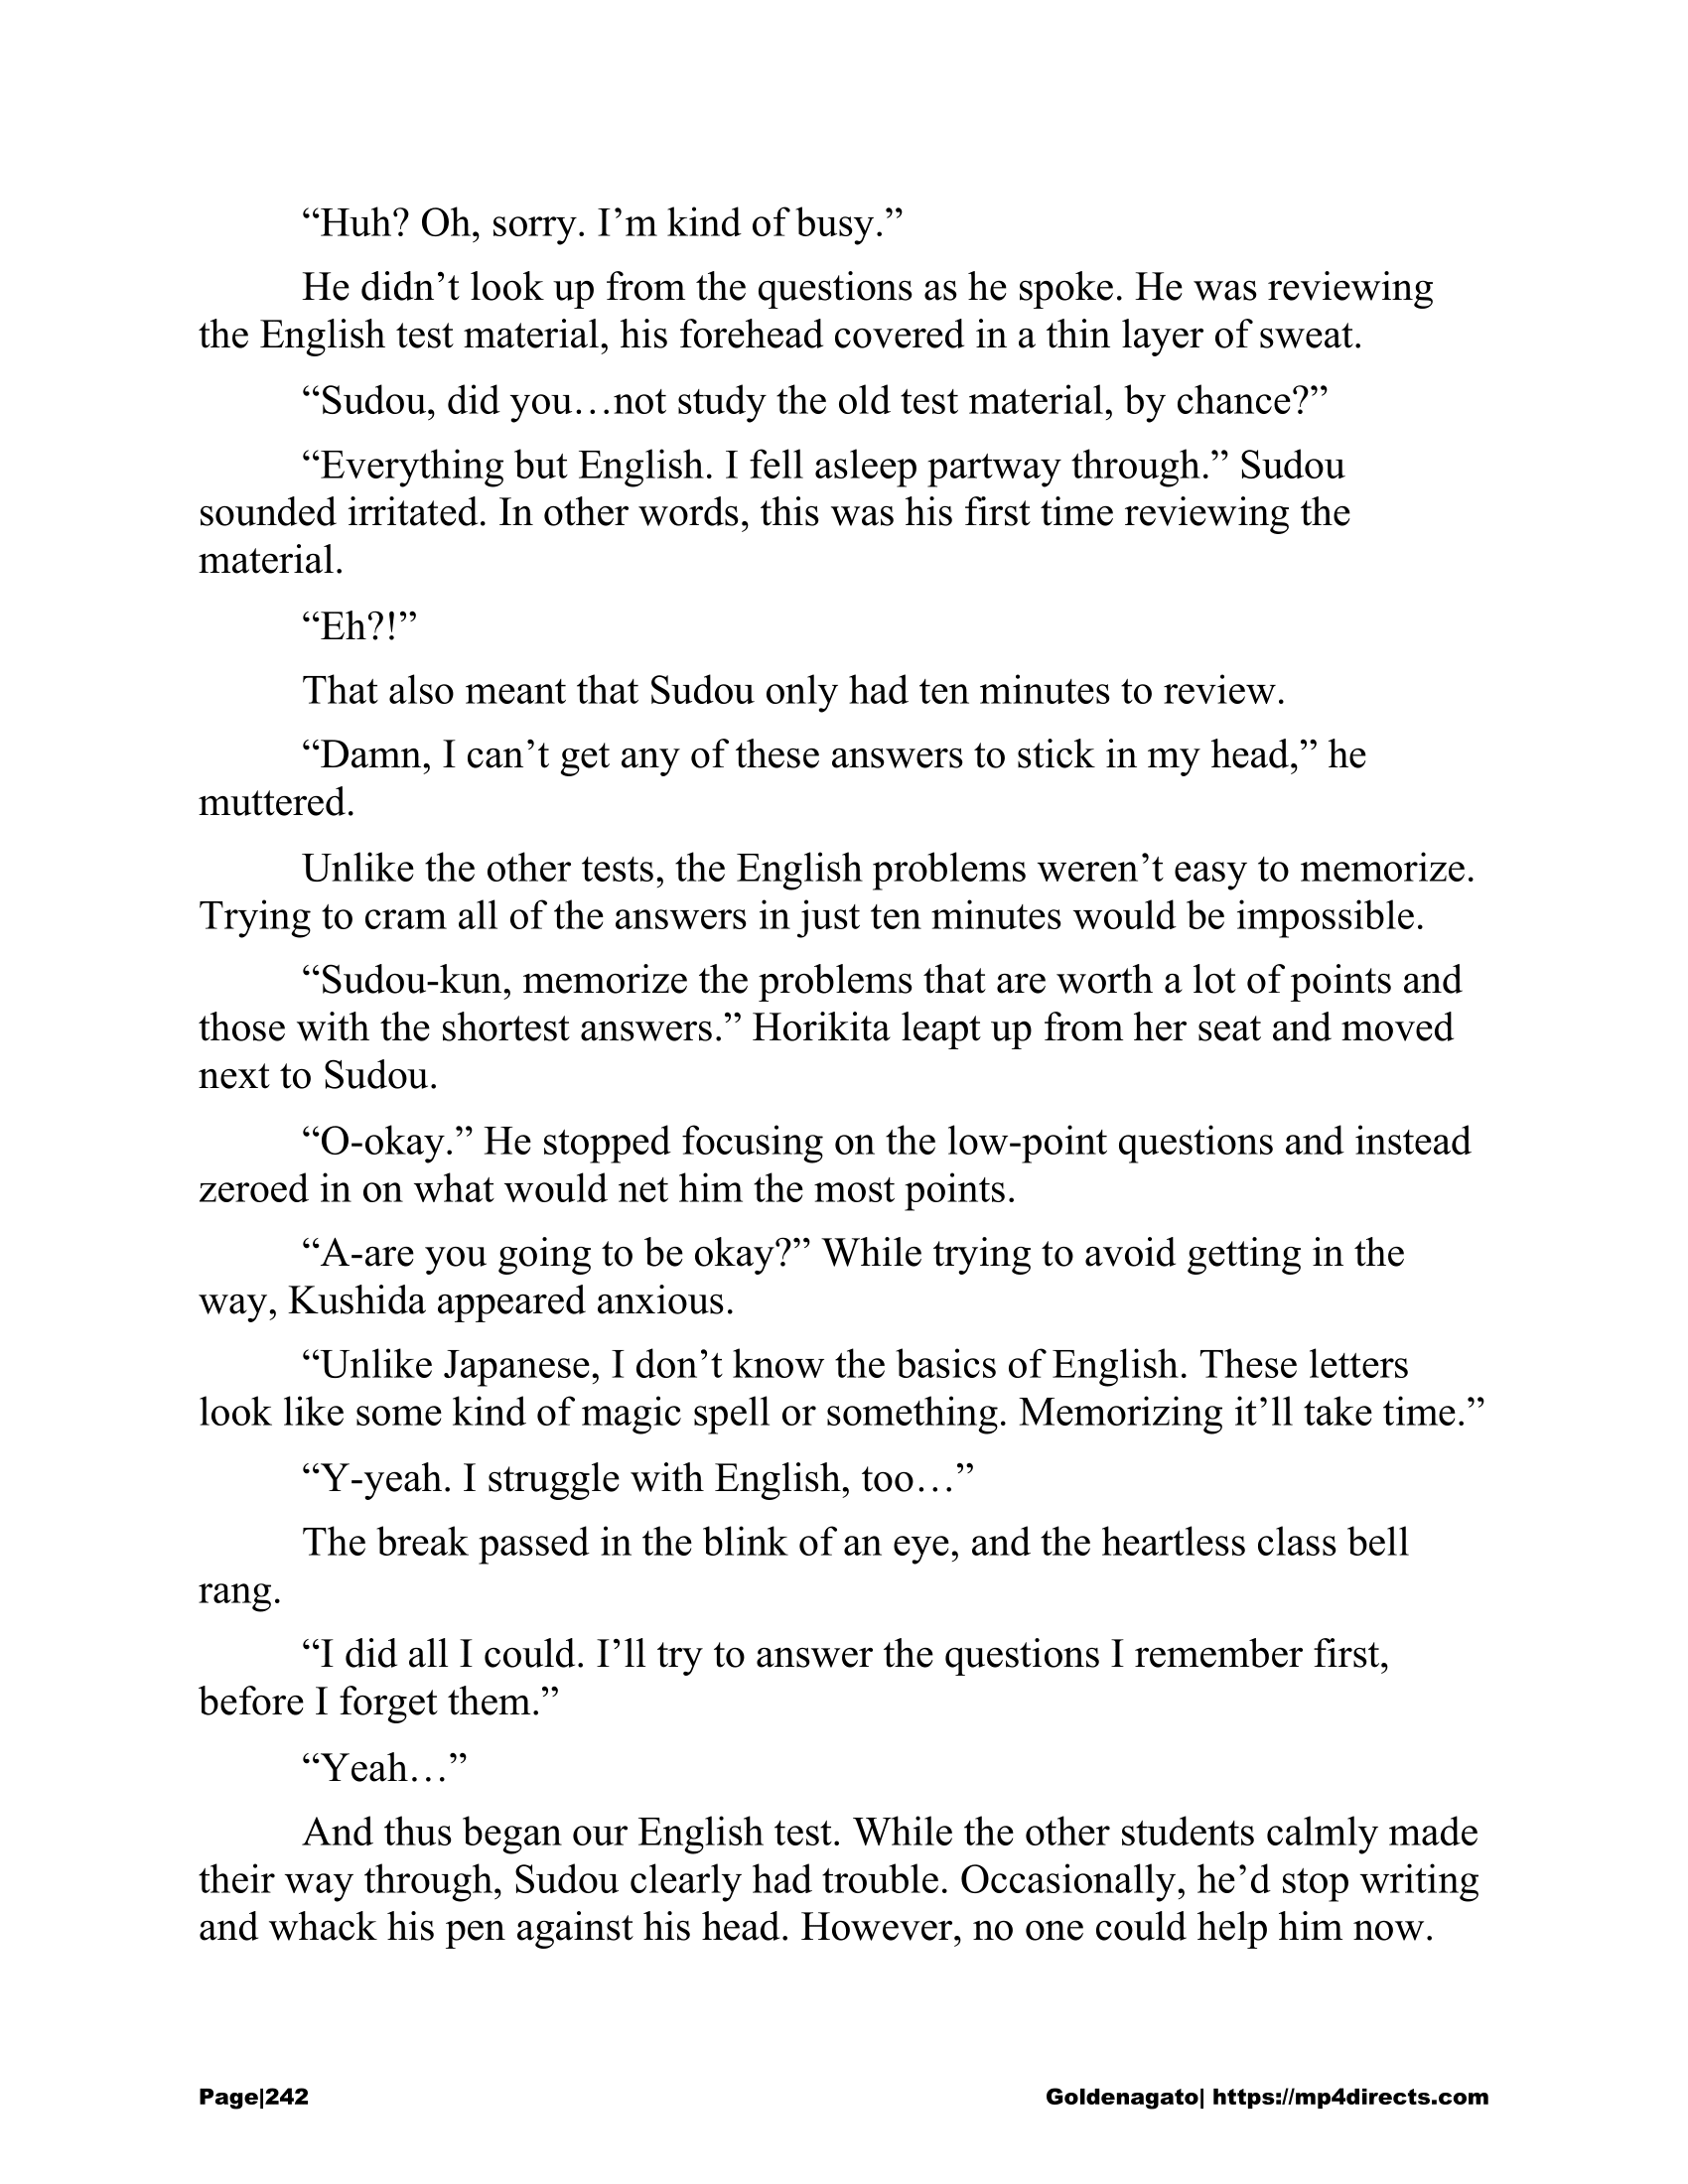 “Huh? Oh, sorry. I’m kind of busy.”
He didn’t look up from the questions as he spoke. He was reviewing
the English test material, his forehead covered in a thin layer of sweat.
“Sudou, did you…not study the old test material, by chance?”
“Everything but English. I fell asleep partway through.” Sudou
sounded irritated. In other words, this was his first time reviewing the
material.
“Eh?!”
That also meant that Sudou only had ten minutes to review.
“Damn, I can’t get any of these answers to stick in my head,” he
muttered.
Unlike the other tests, the English problems weren’t easy to memorize.
Trying to cram all of the answers in just ten minutes would be impossible.
“Sudou-kun, memorize the problems that are worth a lot of points and
those with the shortest answers.” Horikita leapt up from her seat and moved
next to Sudou.
“O-okay.” He stopped focusing on the low-point questions and instead
zeroed in on what would net him the most points.
“A-are you going to be okay?” While trying to avoid getting in the
way, Kushida appeared anxious.
“Unlike Japanese, I don’t know the basics of English. These letters
look like some kind of magic spell or something. Memorizing it’ll take time.”
“Y-yeah. I struggle with English, too…”
The break passed in the blink of an eye, and the heartless class bell
rang.
“I did all I could. I’ll try to answer the questions I remember first,
before I forget them.”
“Yeah…”
And thus began our English test. While the other students calmly made
their way through, Sudou clearly had trouble. Occasionally, he’d stop writing
and whack his pen against his head. However, no one could help him now.
Page|242 Goldenagato| https://mp4directs.com